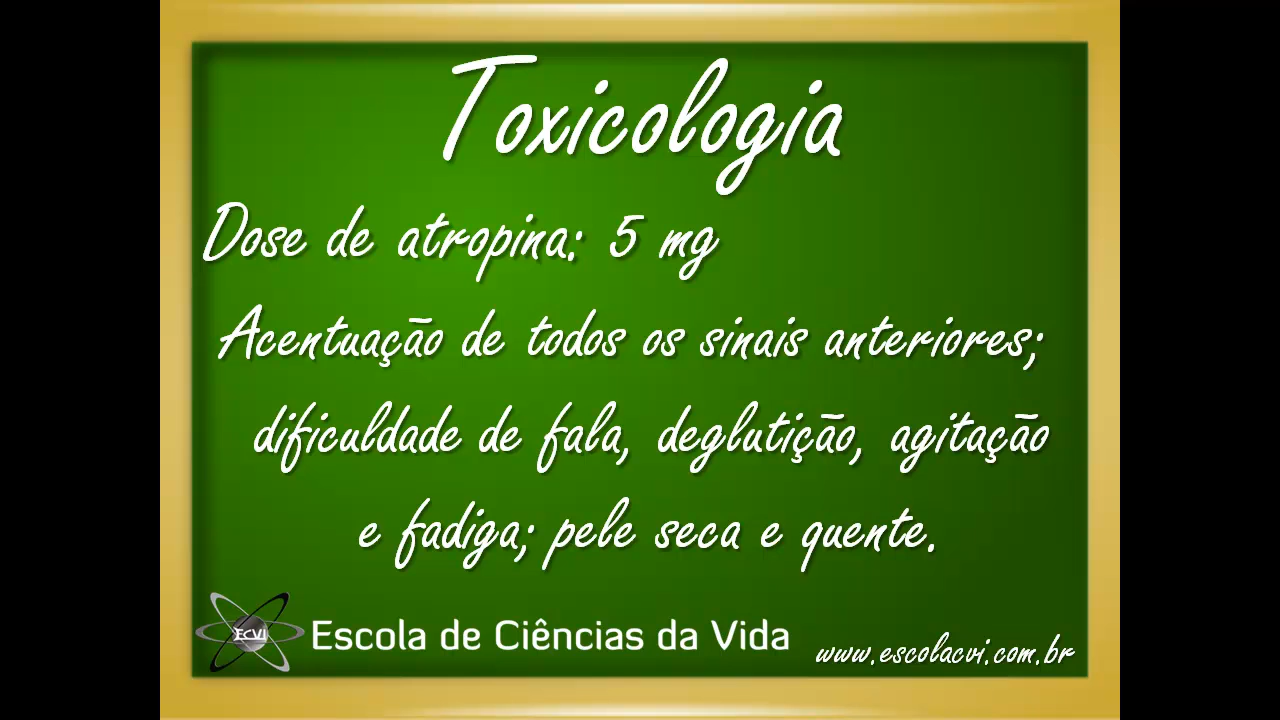 Toxicologia
Dose de atropina: 5 mg
Acentuação de todos os sinais anteriores;
dificuldade de fala, deglutição, agitação
e fadiga; pele seca e quente.
ECVI Escola de Ciências da Vida
www.escolacvi.com.br